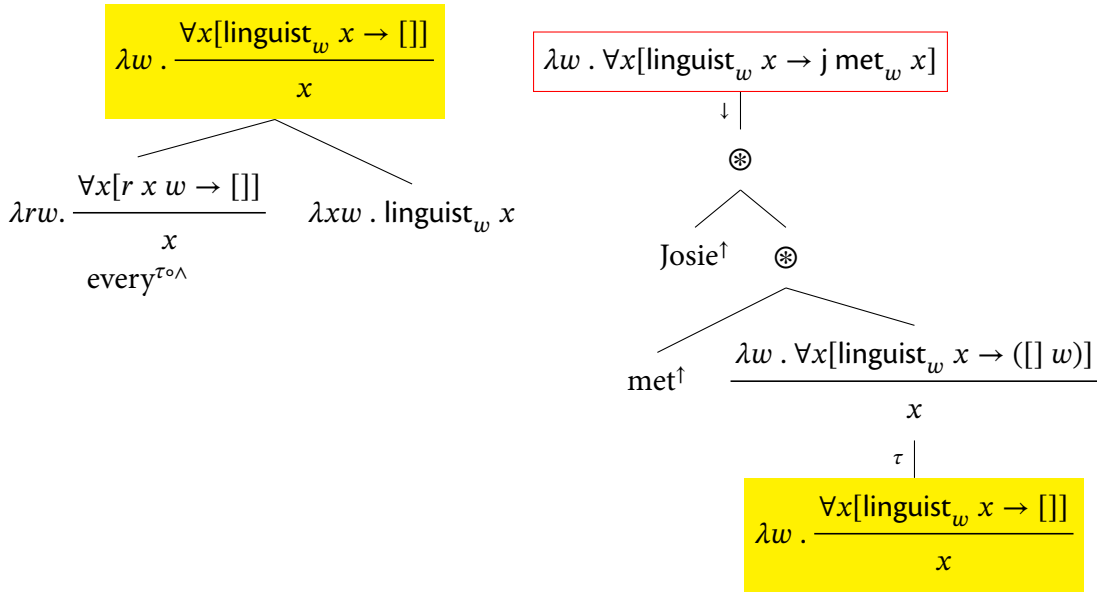 λw . ∀x[linguist_w x → []] / x
λrw. ∀x[r x w → []] / x
every^{τ∘∧}
λxw . linguist_w x
λw . ∀x[linguist_w x → j met_w x]
↓
⊛
Josie^↑
⊛
met^↑
λw . ∀x[linguist_w x → ([] w)] / x
τ
λw . ∀x[linguist_w x → []] / x